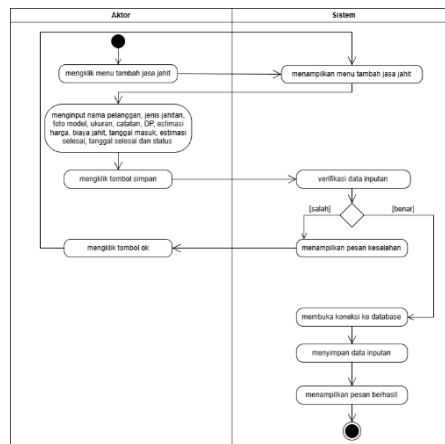 Aktor
Sistem
mengklik menu tambah jasa jahit
menampilkan menu tambah jasa jahit
menginput nama pelanggan, jenis jahitan,
foto model, ukuran, catatan, DP, estimasi
harga, biaya jahit, tanggal masuk, estimasi
selesai, tanggal selesai dan status
mengklik tombol simpan
verifikasi data inputan
[salah]
[benar]
mengklik tombol ok
menampilkan pesan kesalahan
membuka koneksi ke database
menyimpan data inputan
menampilkan pesan berhasil